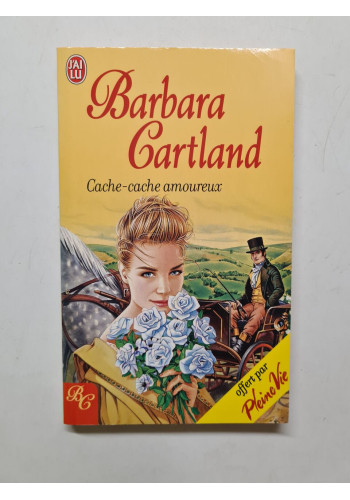 J'AI
LU
Barbara
Cartland
Cache-cache amoureux
BC
offert par
Pleine Vie